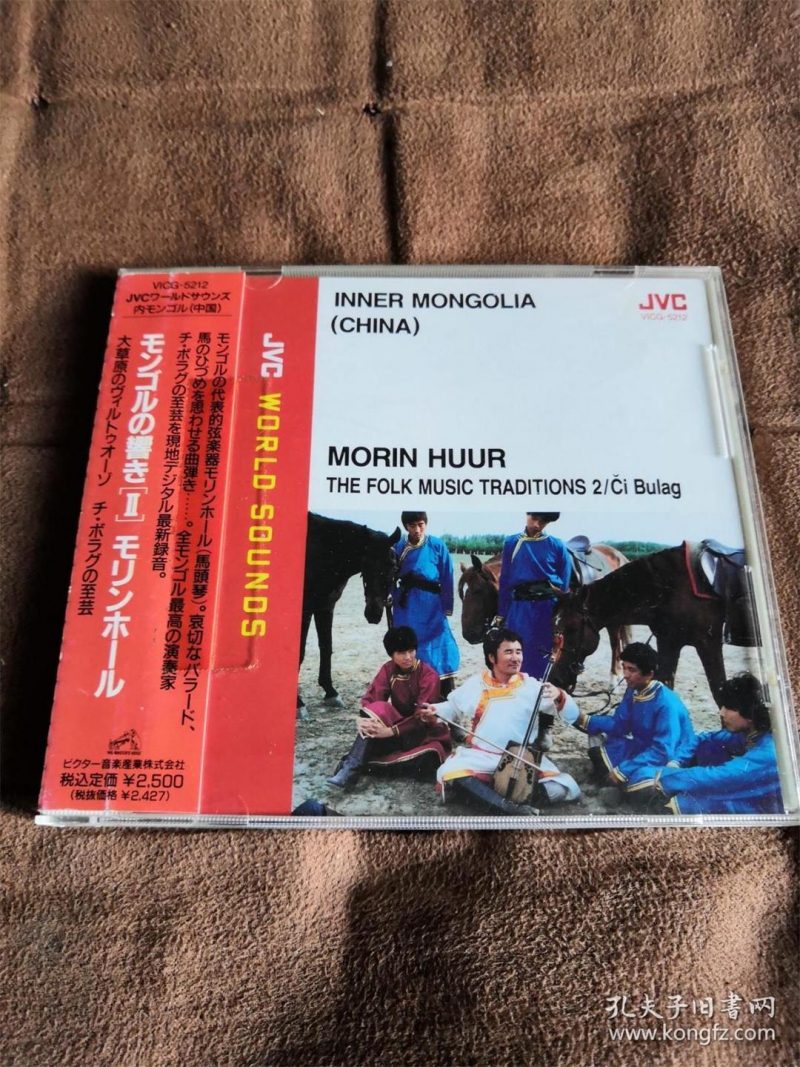 VICG-5212
JVCワールドサウンズ
内モンゴル(中国)
モンゴルの響き[Ⅱ] モリンホール
大草原のヴィルトゥオーゾ チ・ボラグの至芸
モンゴルの代表的弦楽器モリンホール(馬頭琴)。哀切なバラード、
馬のひづめを思わせる曲弾き……。全モンゴル最高の演奏家
チ・ボラグの至芸を現地デジタル最新録音。
ビクター音楽産業株式会社
税込定価 ¥2,500
(税抜価格 ¥2,427)
JVC WORLD SOUNDS
INNER MONGOLIA
(CHINA)
JVC
VICG-5212
MORIN HUUR
THE FOLK MUSIC TRADITIONS 2/Či Bulag
孔夫子旧書网
www.kongfz.com